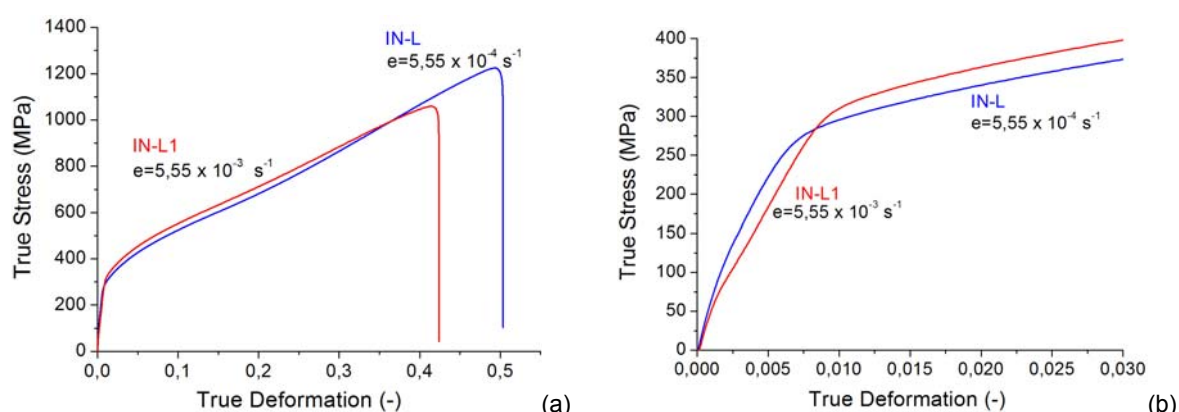 1400
1200
1000
800
600
400
200
0
True Stress (MPa)
IN-L
e=5,55 x 10⁻⁴ s⁻¹
IN-L1
e=5,55 x 10⁻³ s⁻¹
0,0 0,1 0,2 0,3 0,4 0,5
True Deformation (-)
(a)
400
350
300
250
200
150
100
50
0
True Stress (MPa)
IN-L
e=5,55 x 10⁻⁴ s⁻¹
IN-L1
e=5,55 x 10⁻³ s⁻¹
0,000 0,005 0,010 0,015 0,020 0,025 0,030
True Deformation (-)
(b)